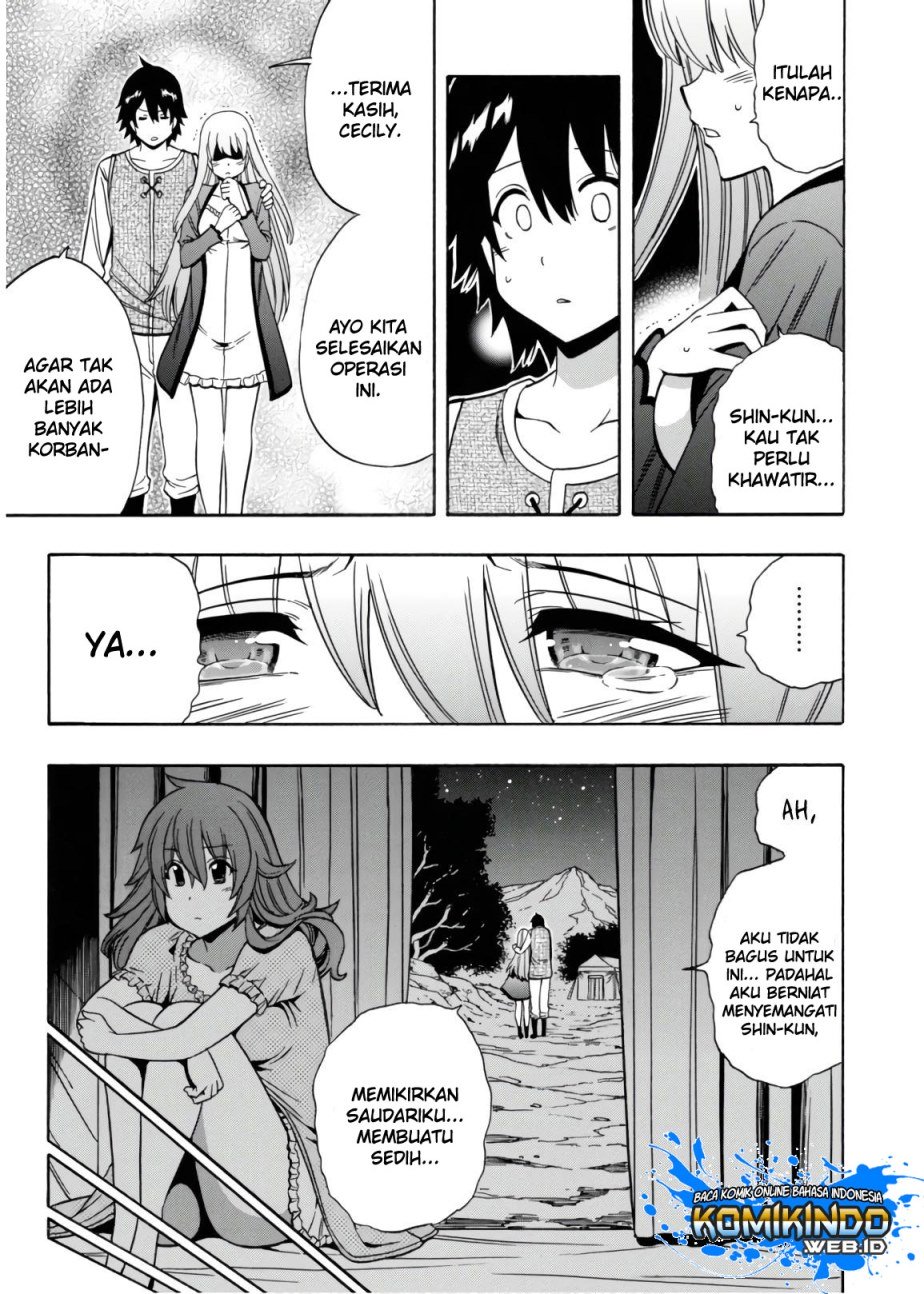 ITULAH
KENAPA..
SHIN-KUN...
KAU TAK
PERLU
KHAWATIR...
...TERIMA
KASIH,
CECILY.
AYO KITA
SELESAIKAN
OPERASI
INI.
AGAR TAK
AKAN ADA
LEBIH
BANYAK
KORBAN-
........
YA...
AH,
AKU TIDAK
BAGUS UNTUK
INI... PADAHAL
AKU BERNIAT
MENYEMANGATI
SHIN-KUN,
MEMIKIRKAN
SAUDARIKU...
MEMBUATU
SEDIH...
BACA KOMIK ONLINE BAHASA INDONESIA
KOMIKINDO
WEB.ID